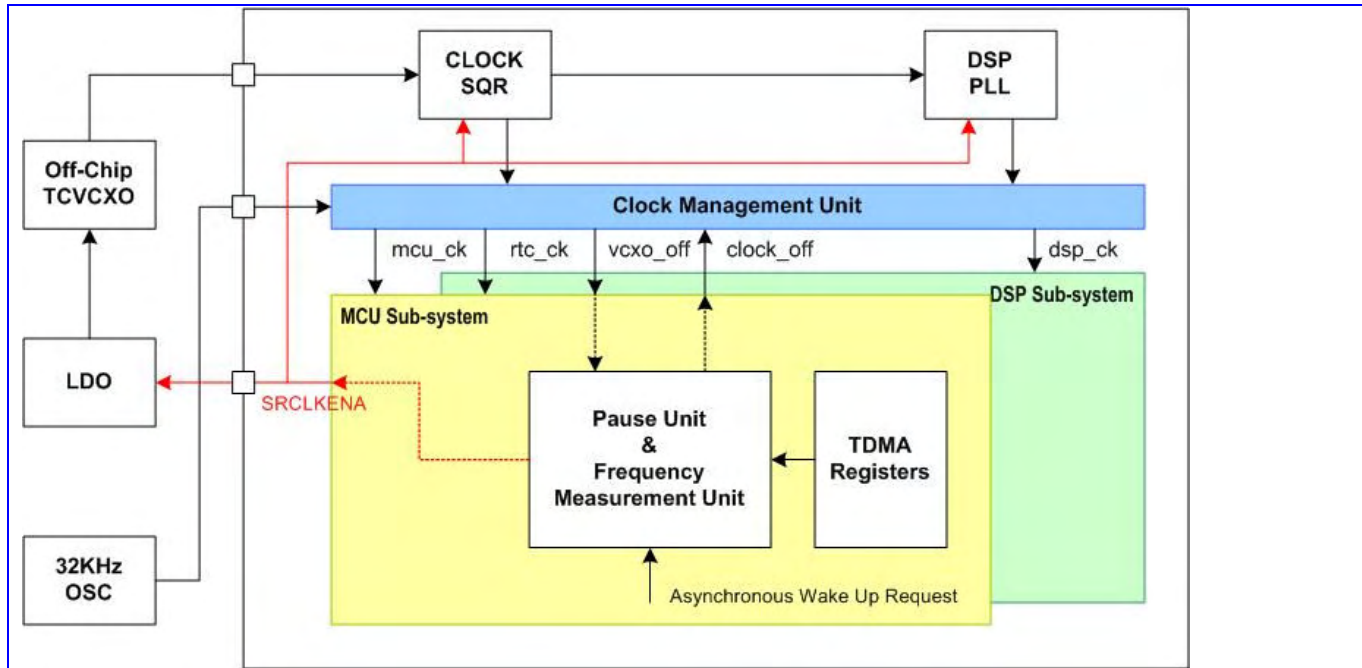 CLOCK
SQR
DSP
PLL
Off-Chip
TCVCXO
Clock Management Unit
mcu_ck
rtc_ck
vcxo_off
clock_off
dsp_ck
DSP Sub-system
MCU Sub-system
LDO
SRCLKENA
Pause Unit
&
Frequency
Measurement Unit
TDMA
Registers
32KHz
OSC
Asynchronous Wake Up Request